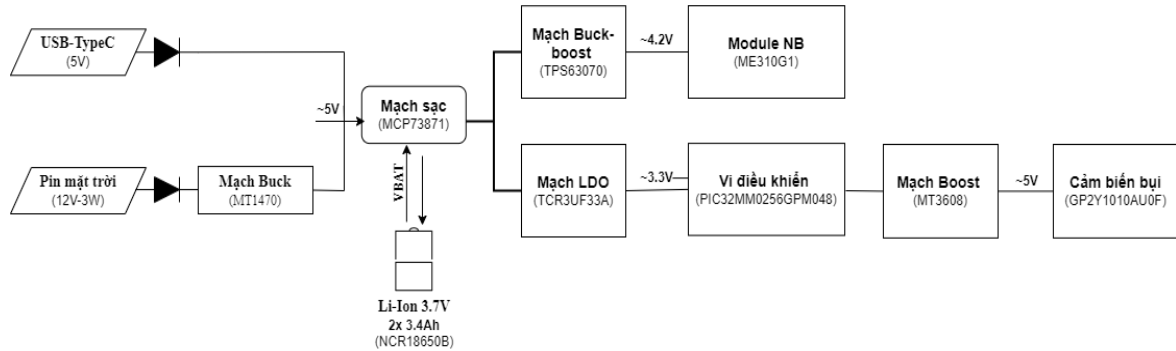 USB-TypeC
(5V)
Pin mặt trời
(12V-3W)
Mạch Buck
(MT1470)
~5V
Mạch sạc
(MCP73871)
VBAT
Li-Ion 3.7V
2x 3.4Ah
(NCR18650B)
Mạch Buck-
boost
(TPS63070)
~4.2V
Module NB
(ME310G1)
Mạch LDO
(TCR3UF33A)
~3.3V
Vi điều khiển
(PIC32MM0256GPM048)
Mạch Boost
(MT3608)
~5V
Cảm biến bụi
(GP2Y1010AU0F)